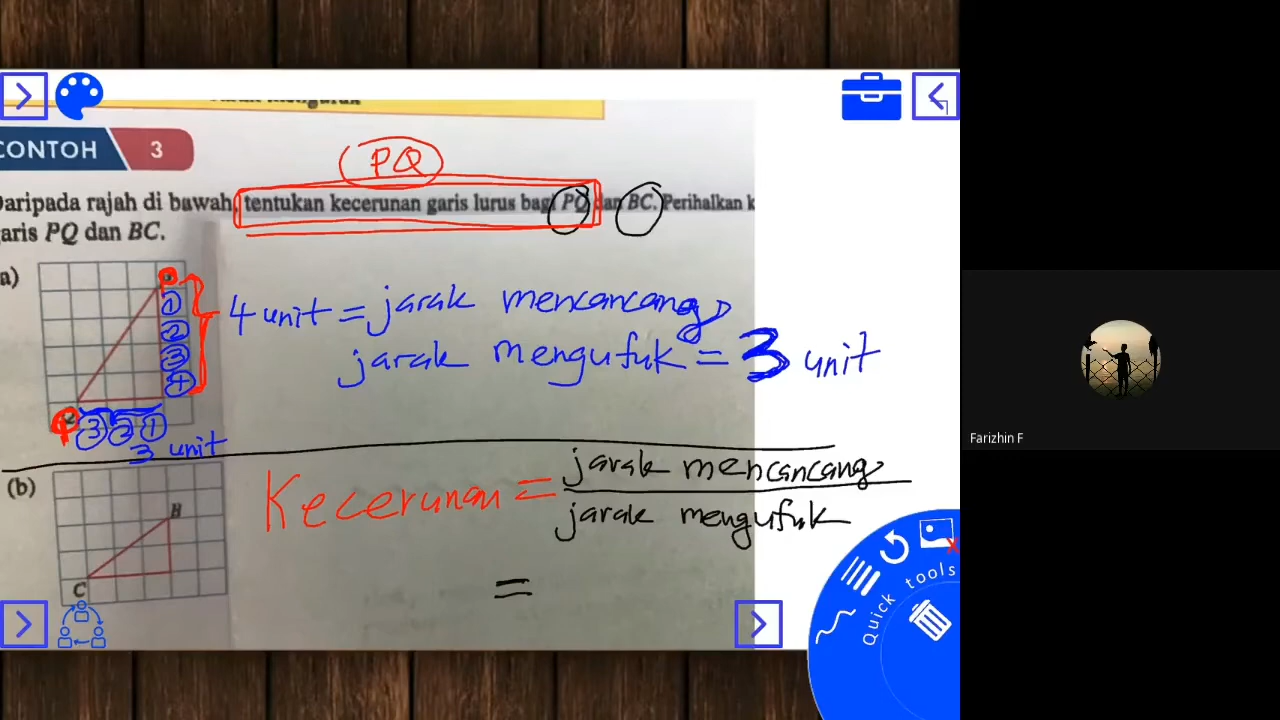 CONTOH 3
PQ
Daripada rajah di bawah, tentukan kecerunan garis lurus bagi PQ dan BC. Perihalkan k
garis PQ dan BC.
a)
P
①
②
③
④
4 unit = jarak mencancang
jarak mengufuk = 3 unit
③ ② ①
3 unit
(b)
B
C
Kecerunan = jarak mencancang
jarak mengufuk
=
Quick tools
Farizhin F